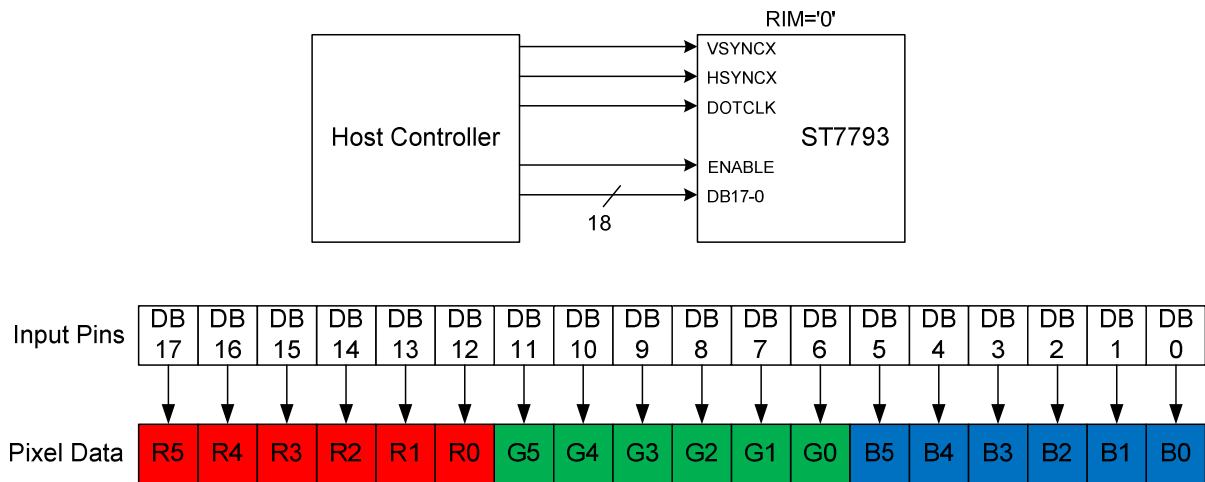 RIM='0'
Host Controller
VSYNCX
HSYNCX
DOTCLK
ST7793
ENABLE
DB17-0
18
Input Pins
DB 17 DB 16 DB 15 DB 14 DB 13 DB 12 DB 11 DB 10 DB 9 DB 8 DB 7 DB 6 DB 5 DB 4 DB 3 DB 2 DB 1 DB 0
Pixel Data R5 R4 R3 R2 R1 R0 G5 G4 G3 G2 G1 G0 B5 B4 B3 B2 B1 B0